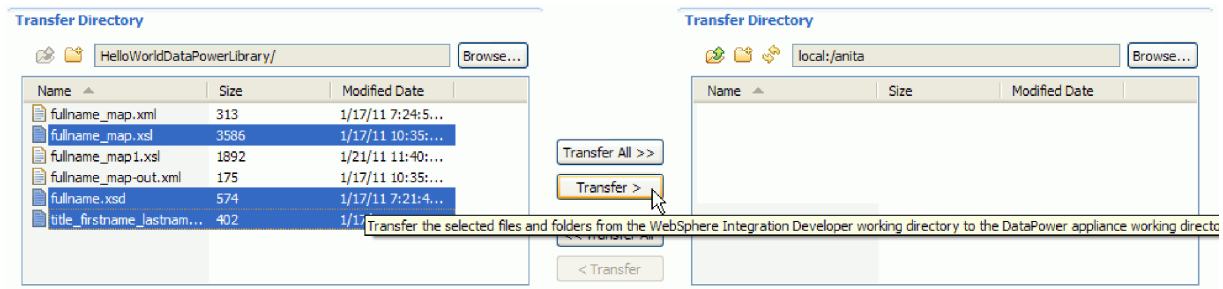 Transfer Directory
Transfer Directory
HelloWorldDataPowerLibrary/ Browse...
local:/anita Browse...
Name Size Modified Date
Name Size Modified Date
fullname_map.xml 313 1/17/11 7:24:5...
fullname_map.xsl 3586 1/17/11 10:35:...
fullname_map1.xsl 1892 1/21/11 11:40:...
Transfer All >>
fullname_map-out.xml 175 1/17/11 10:35:...
Transfer >
fullname.xsd 574 1/17/11 7:21:4...
title_firstname_lastnam... 402 1/17
Transfer the selected files and folders from the WebSphere Integration Developer working directory to the DataPower appliance working directo
<< Transfer All
< Transfer